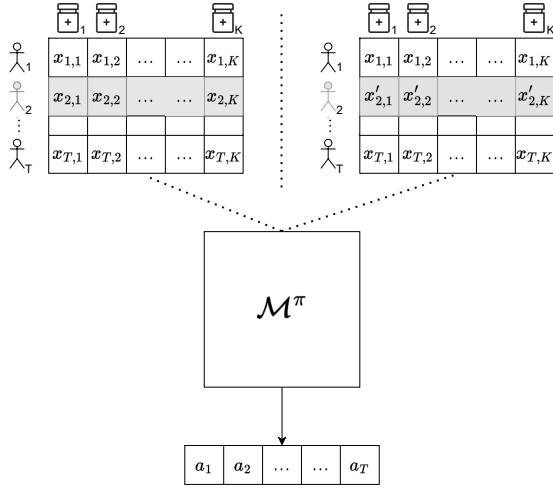 1 2 K
1 x_{1,1} x_{1,2} ... ... x_{1,K}
2 x_{2,1} x_{2,2} ... ... x_{2,K}
T x_{T,1} x_{T,2} ... ... x_{T,K}
1 2 K
1 x_{1,1} x_{1,2} ... ... x_{1,K}
2 x'_{2,1} x'_{2,2} ... ... x'_{2,K}
T x_{T,1} x_{T,2} ... ... x_{T,K}
\mathcal{M}^π
a_1 a_2 ... ... a_T